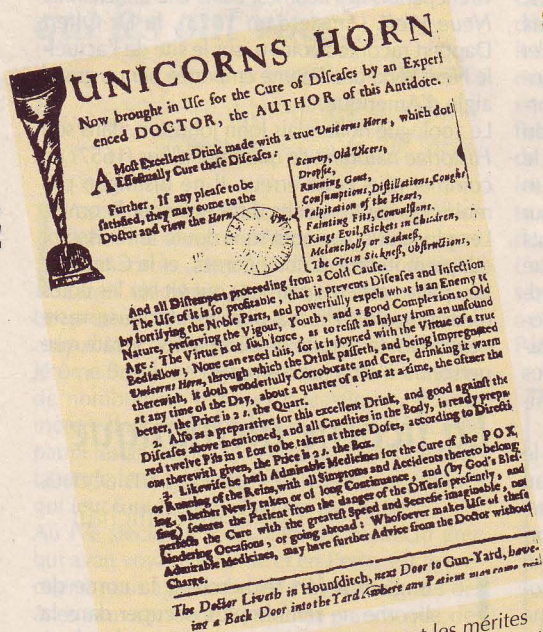 UNICORNS HORN
Now brought in Uſe for the Cure of Diſeaſes by an Experi
enced DOCTOR, the AUTHOR of this Antidote.
A Moſt Excellent Drink made with a true Unicorns Horn, which doth
Effectually Cure theſe Diſeaſes:
Further, If any pleaſe to be
ſatisfied, they may come to the
Doctor and view the Horn.
Scurvy, Old Ulcers,
Dropſie,
Running Gout,
Conſumptions, Diſtillations, Coughs
Palpitation of the Heart,
Fainting Fits, Convulſions,
Kings Evil, Rickets in Children,
Melancholly or Sadneſs,
The Green Sickneſs, Obſtructions,
And all Diſtempers proceeding from a Cold Cauſe.
The Uſe of it is ſo profitable, that it prevents Diſeaſes and Infection
by fortifying the Noble Parts, and powerfully expels what is an Enemy to
Nature, preſerving the Vigour, Youth, and a good Complexion to Old
Age: The Virtue is of ſuch force, as to reſiſt an Injury from an unſound
Bedfellow; None can excel this, for it is joyned with the Virtue of a true
Unicorns Horn, through which the Drink paſſeth, and being impregnated
therewith, it doth wonderfully Corroborate and Cure, drinking it warm
at any time of the Day, about a quarter of a Pint at a time, the oftner the
better, the Price is 2 s. the Quart.
2. Alſo as a preparative for this excellent Drink, and good againſt the
Diſeaſes above mentioned, and all Crudities in the Body, is ready prepa
red twelve Pils in a Box to be taken at three Doſes, according to Directi
ons therewith given, the Price is 2 s. the Box.
3. Likewiſe he hath Admirable Medicines for the Cure of the POX,
or Running of the Reins, with all Symptoms and Accidents thereto belong
ing, whether Newly taken or of long Continuance, and (by God's Bleſ
ſing) ſecures the Patient from the danger of the Diſeaſe preſently, and
perfects the Cure with the greateſt Speed and Secreſie imaginable, not
hindering Occaſions, or going abroad: Whoſoever makes Uſe of theſe
Admirable Medicines, may have further Advice from the Doctor without
Charge.
The Doctor Liveth in Hounſditch, next Door to Gun-Yard, have-
ing a Back Door into the Yard, where any Patient may come
les mérites